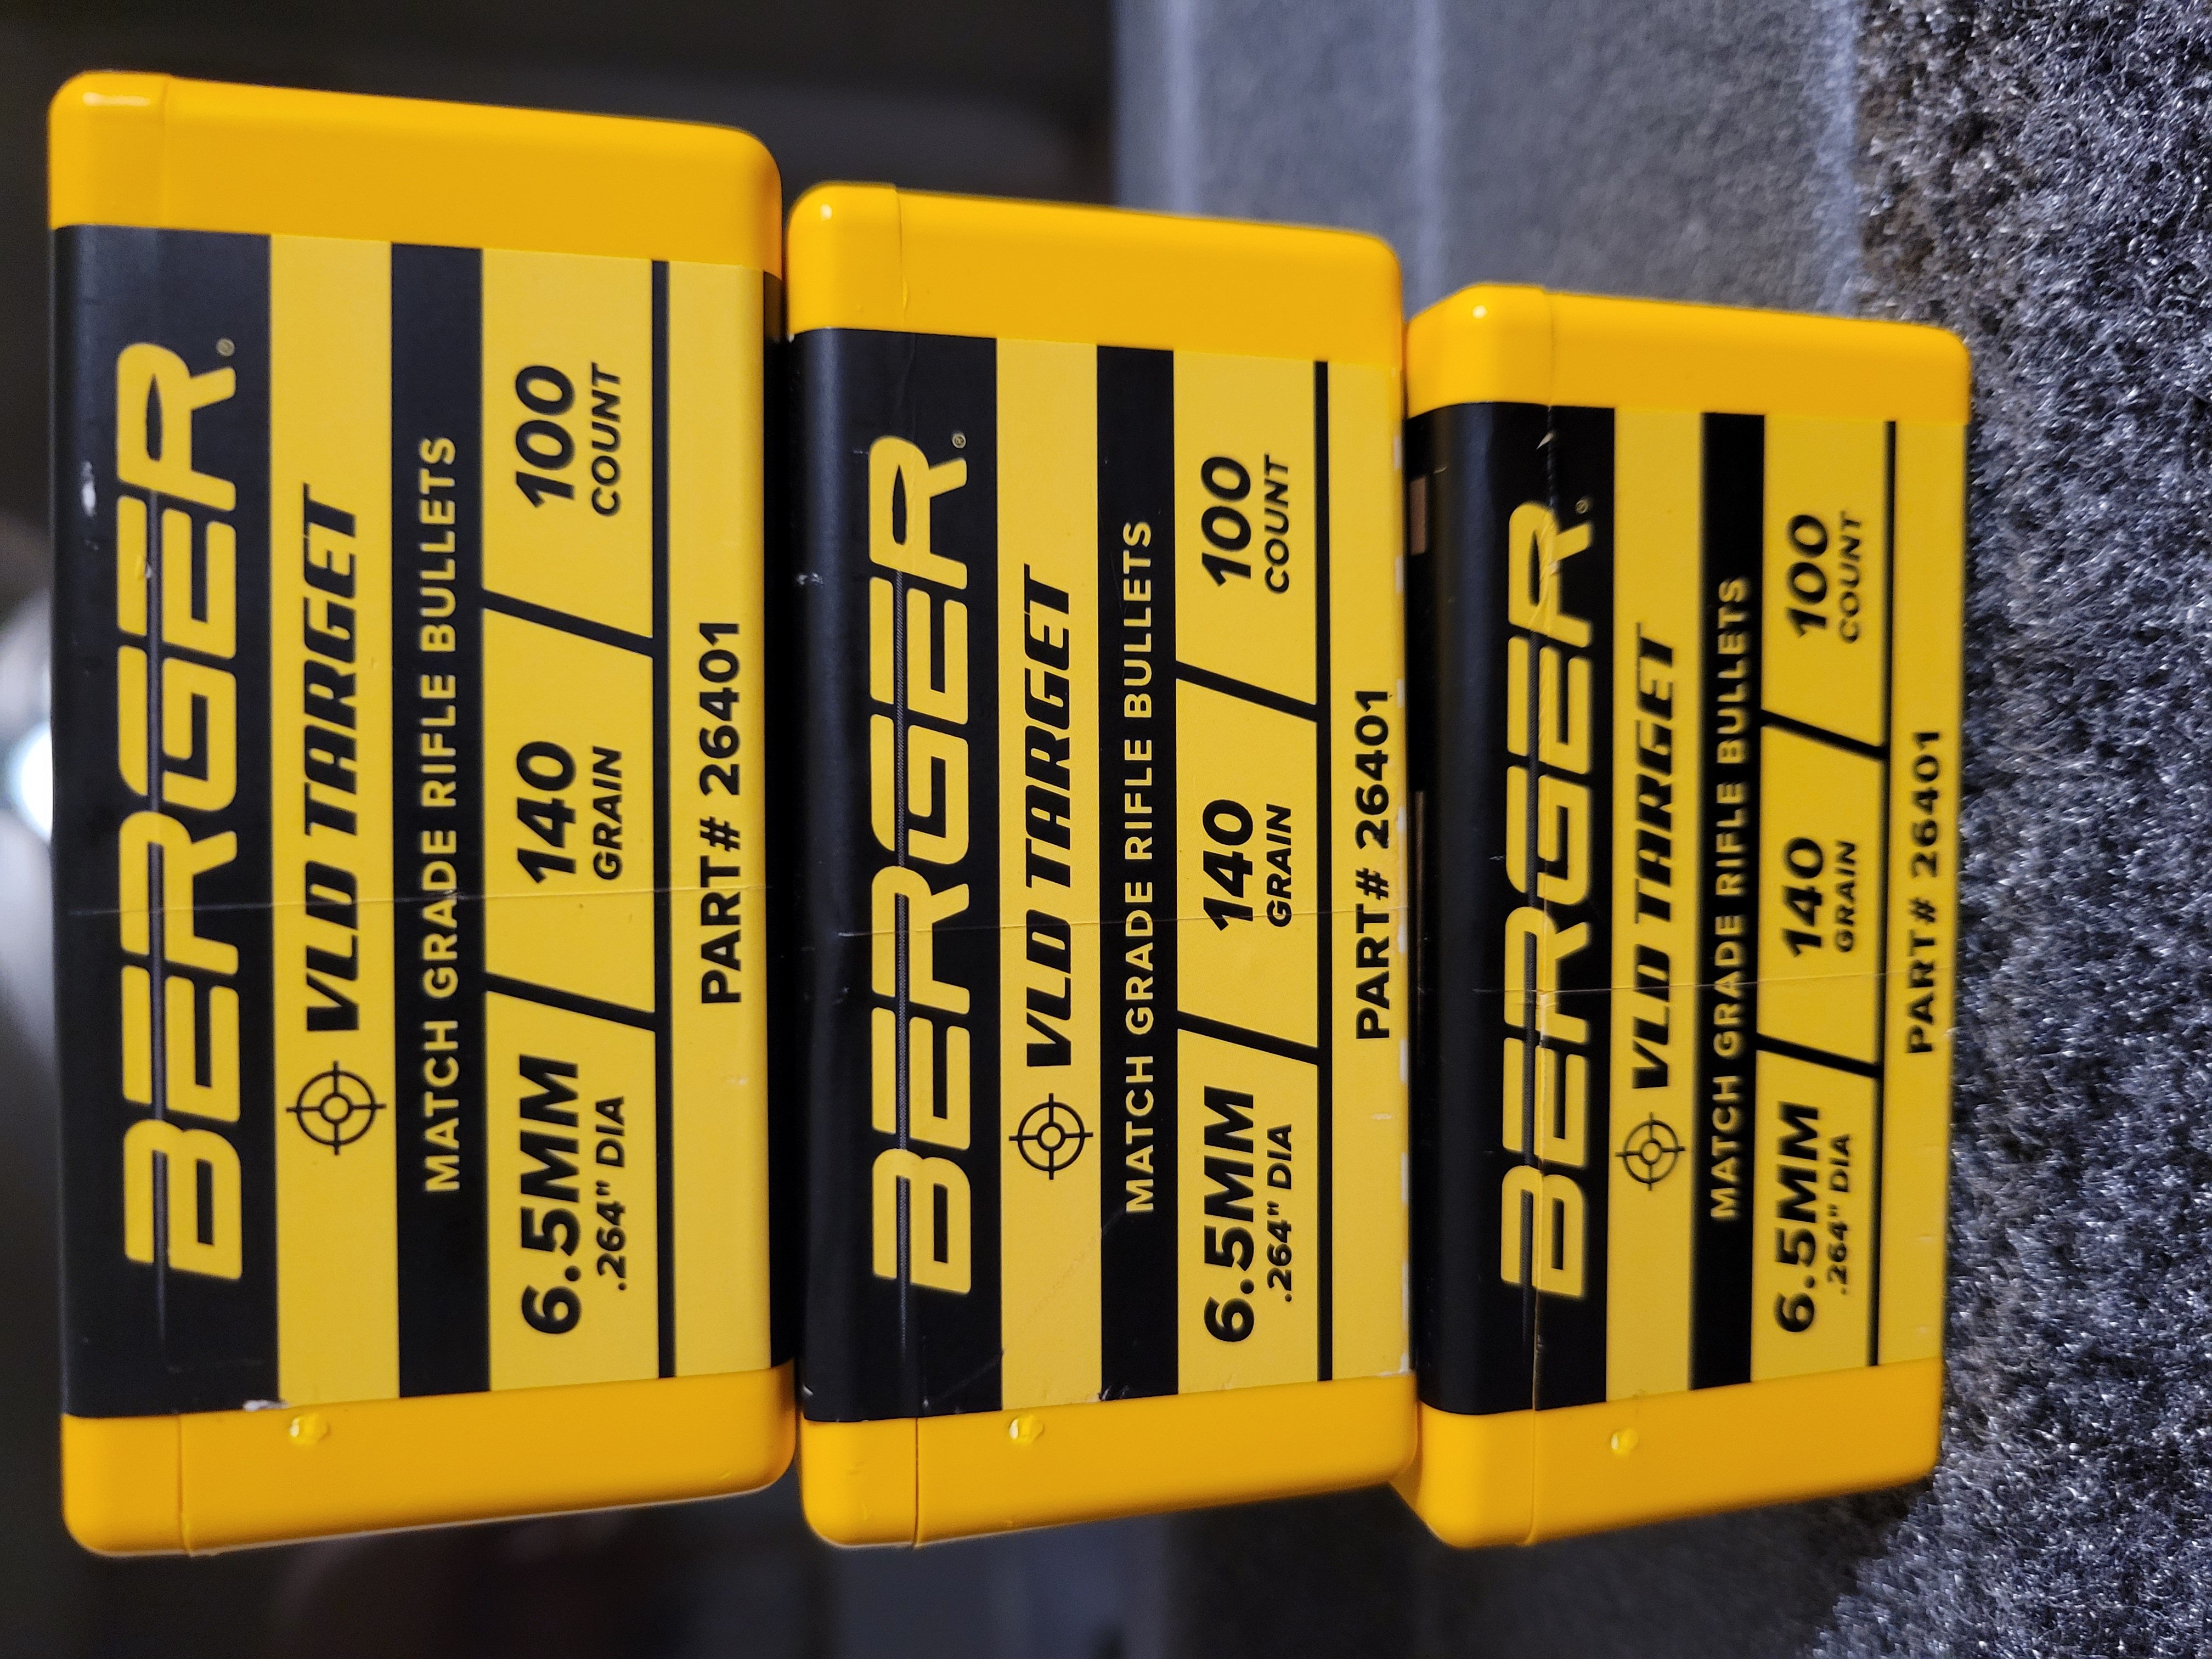 BERGER®
VLD TARGET
MATCH GRADE RIFLE BULLETS
6.5MM 140 100
.264" DIA GRAIN COUNT
PART# 26401
BERGER®
VLD TARGET
MATCH GRADE RIFLE BULLETS
6.5MM 140 100
.264" DIA GRAIN COUNT
PART# 26401
BERGER®
VLD TARGET
MATCH GRADE RIFLE BULLETS
6.5MM 140 100
.264" DIA GRAIN COUNT
PART# 26401